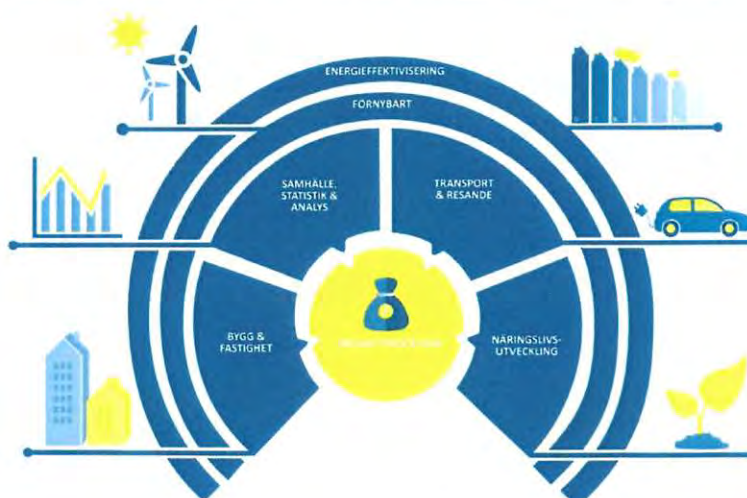 ENERGIEFFEKTIVISERING
FÖRNYBART
SAMHÄLLE,
STATISTIK &
ANALYS
TRANSPORT
& RESANDE
BYGG &
FASTIGHET
NÄRINGSLIVS-
UTVECKLING